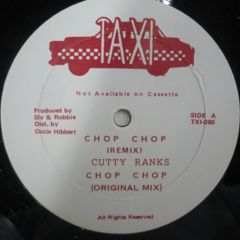 TAXI
Not Available on Cassette
Produced by
Sly & Robbie
Dist. by
Ozzie Hibbert
SIDE A
TXI-060
CHOP CHOP
(REMIX)
CUTTY RANKS
CHOP CHOP
(ORIGINAL MIX)
All Rights Reserved